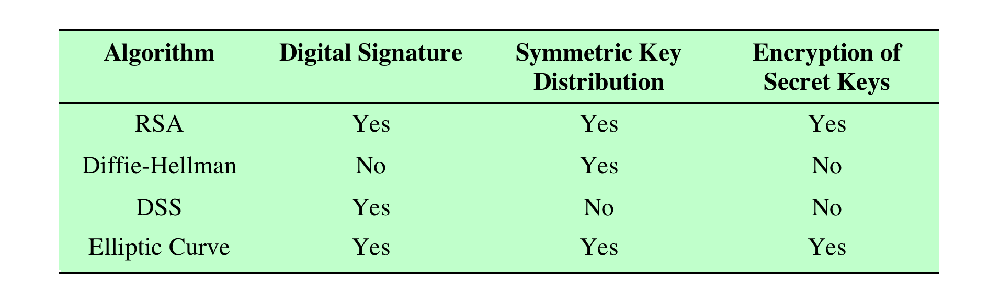 Algorithm Digital Signature Symmetric Key Encryption of
Distribution Secret Keys
RSA Yes Yes Yes
Diffie-Hellman No Yes No
DSS Yes No No
Elliptic Curve Yes Yes Yes